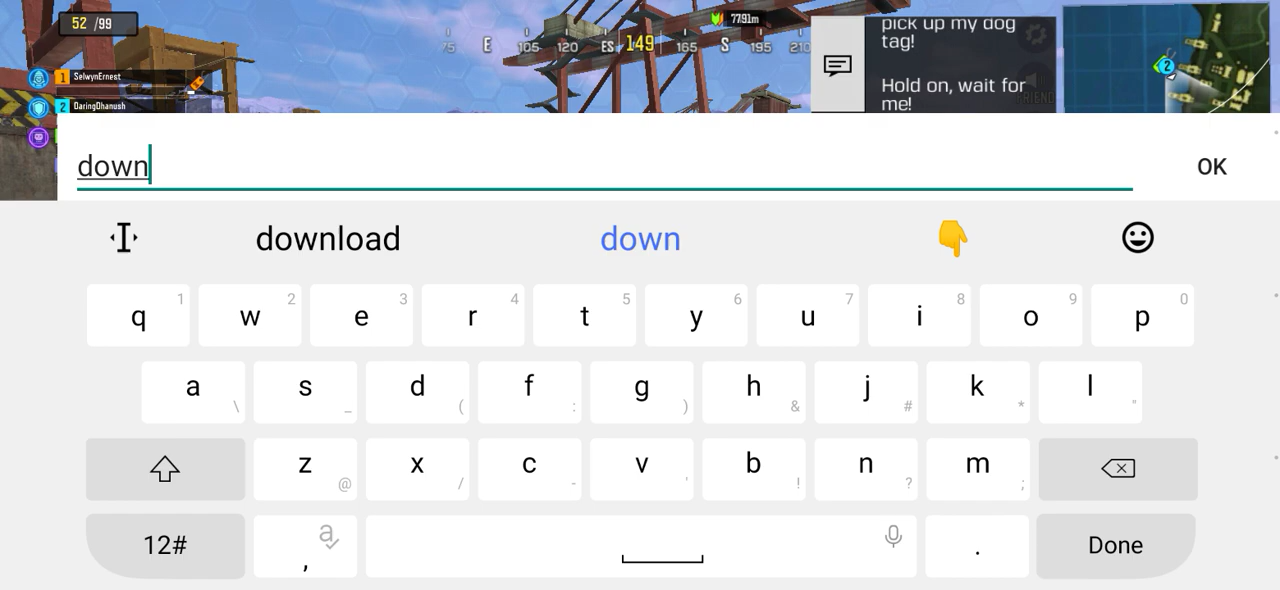 52 /99
7791m
75 E 105 120 ES 149 165 S 195 210
pick up my dog
tag!
Hold on, wait for
me!
FRIEND
1 SelwynErnest
2 DaringDhanush
2
down
OK
download down
q 1 w 2 e 3 r 4 t 5 y 6 u 7 i 8 o 9 p 0
a \ s _ d ( f : g ) h & j # k * l "
z @ x / c - v ' b ! n ? m ;
12# , a . Done